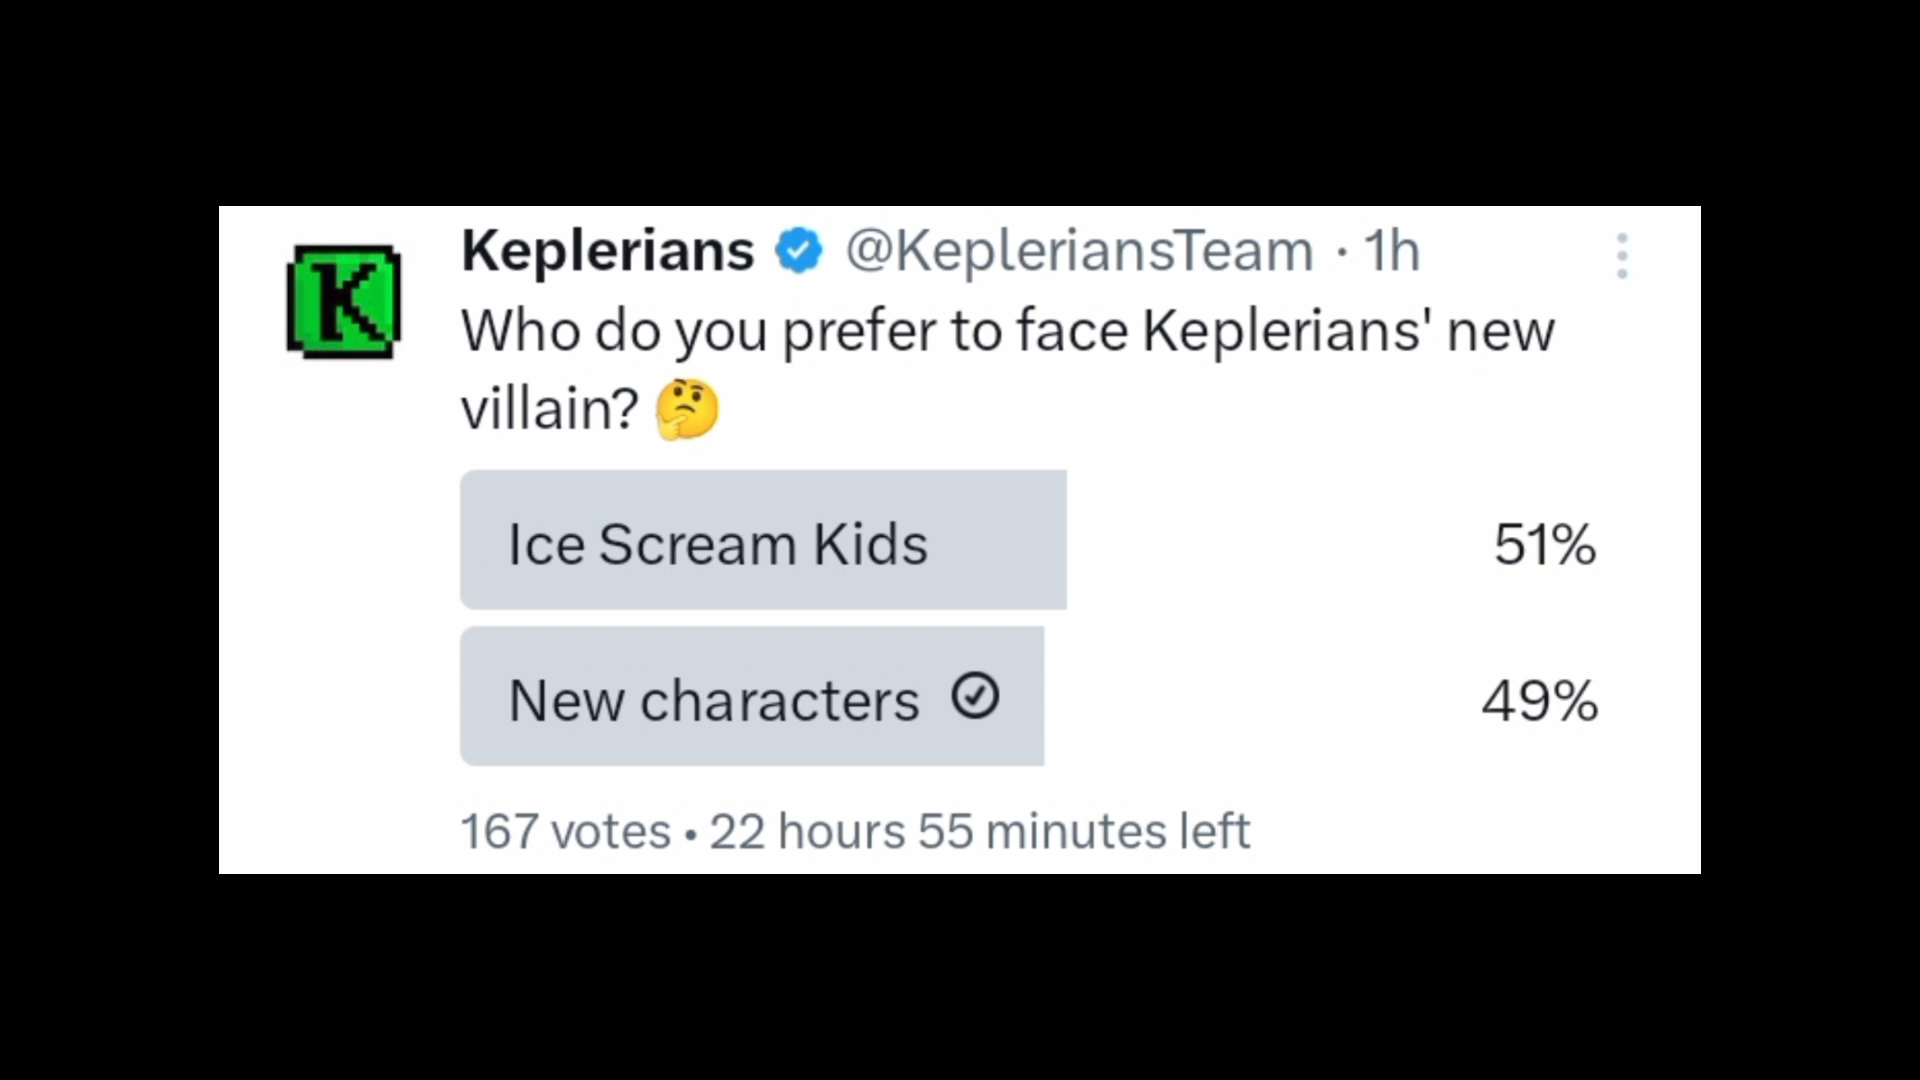 K
Keplerians @KepleriansTeam · 1h
Who do you prefer to face Keplerians' new
villain? 🤔
Ice Scream Kids 51%
New characters 49%
167 votes • 22 hours 55 minutes left